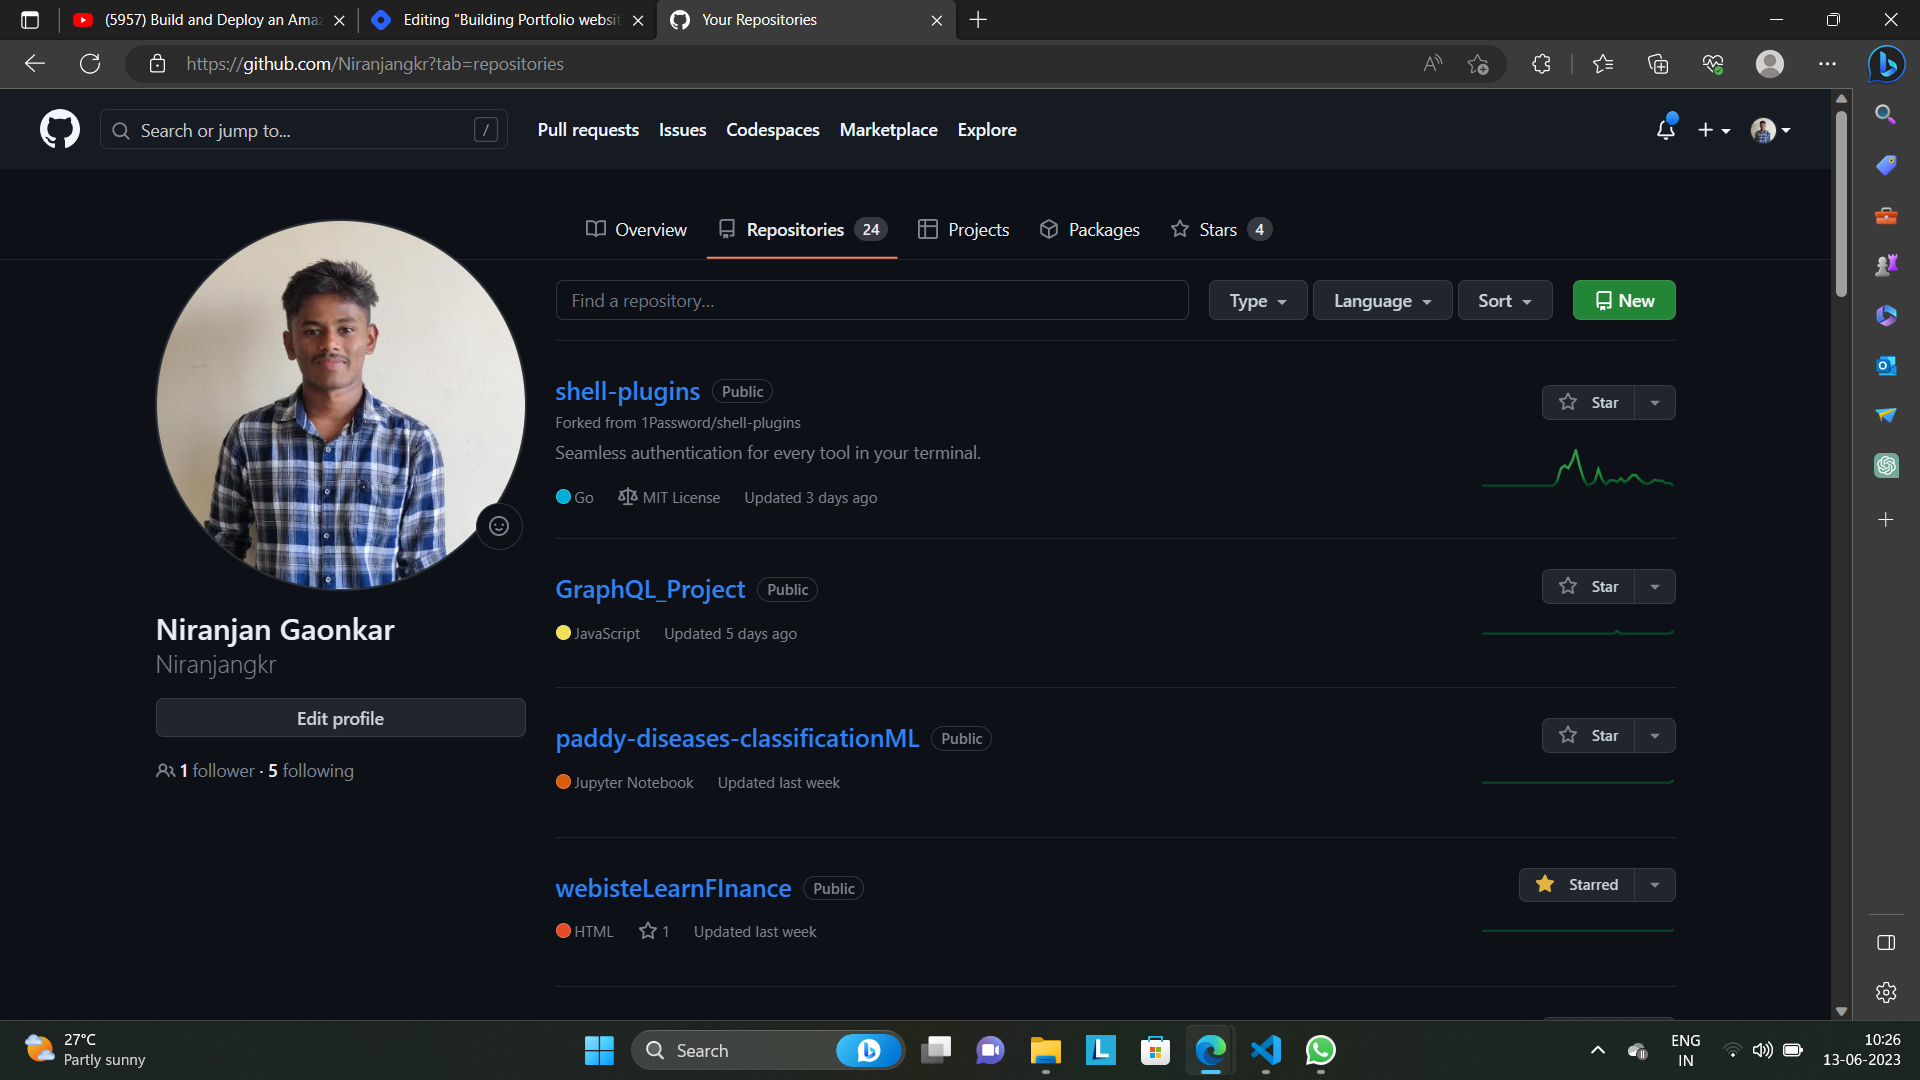 (5957) Build and Deploy an Ama
Editing "Building Portfolio websit
Your Repositories
https://github.com/Niranjangkr?tab=repositories
Search or jump to...
/
Pull requests
Issues
Codespaces
Marketplace
Explore
Overview
Repositories 24
Projects
Packages
Stars 4
Find a repository...
Type
Language
Sort
New
shell-plugins Public
Star
Forked from 1Password/shell-plugins
Seamless authentication for every tool in your terminal.
Go MIT License Updated 3 days ago
GraphQL_Project Public
Star
JavaScript Updated 5 days ago
Niranjan Gaonkar
Niranjangkr
Edit profile
1 follower · 5 following
paddy-diseases-classificationML Public
Star
Jupyter Notebook Updated last week
webisteLearnFInance Public
Starred
HTML 1 Updated last week
27°C
Partly sunny
Search
L
ENG
IN
10:26
13-06-2023